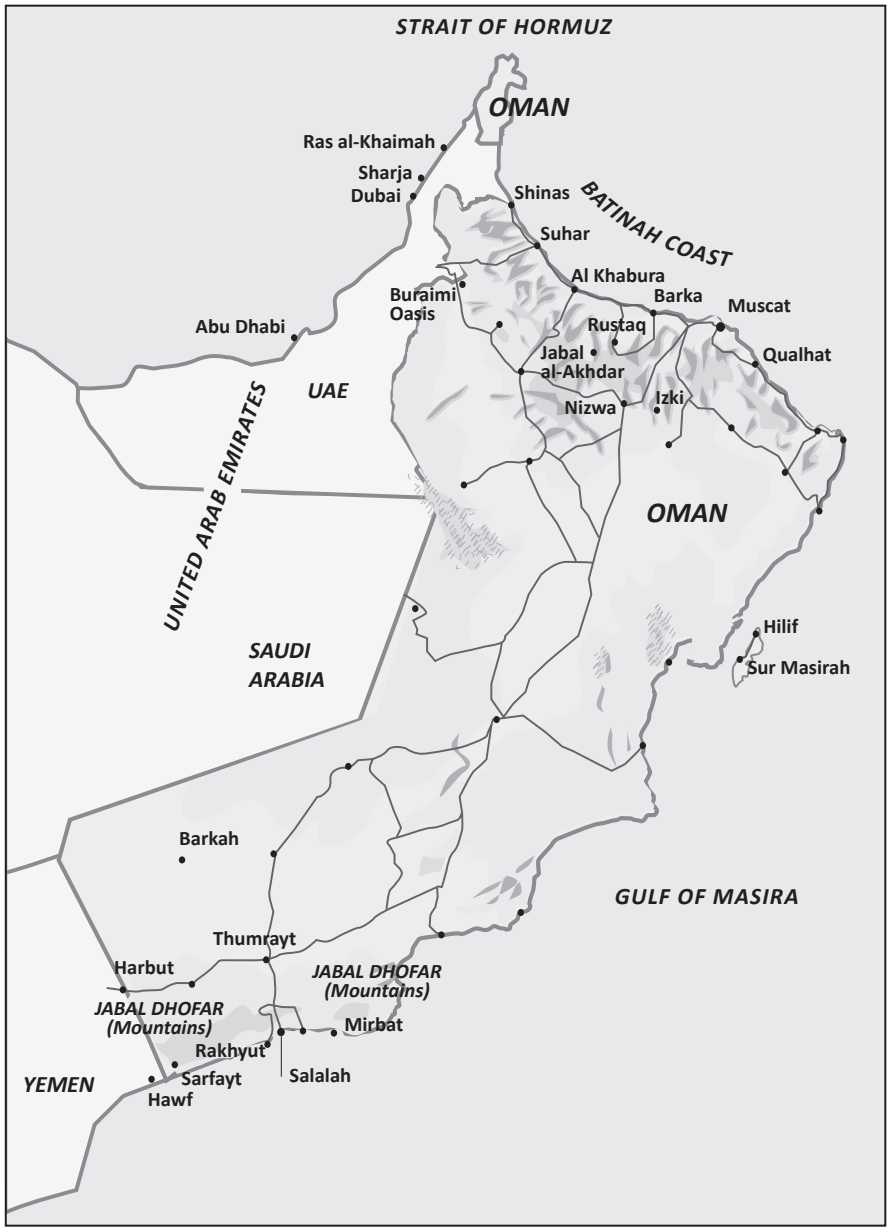 STRAIT OF HORMUZ
OMAN
Ras al-Khaimah
Sharja
Dubai
Shinas
BATINAH COAST
Suhar
Al Khabura
Buraimi
Oasis
Barka
Muscat
Abu Dhabi
Rustaq
Jabal
al-Akhdar
Qualhat
UAE
Nizwa
Izki
UNITED ARAB EMIRATES
OMAN
Hilif
SAUDI
ARABIA
Sur Masirah
Barkah
GULF OF MASIRA
Thumrayt
Harbut
JABAL DHOFAR
(Mountains)
JABAL DHOFAR
(Mountains)
Mirbat
Rakhyut
Salalah
Sarfayt
YEMEN
Hawf